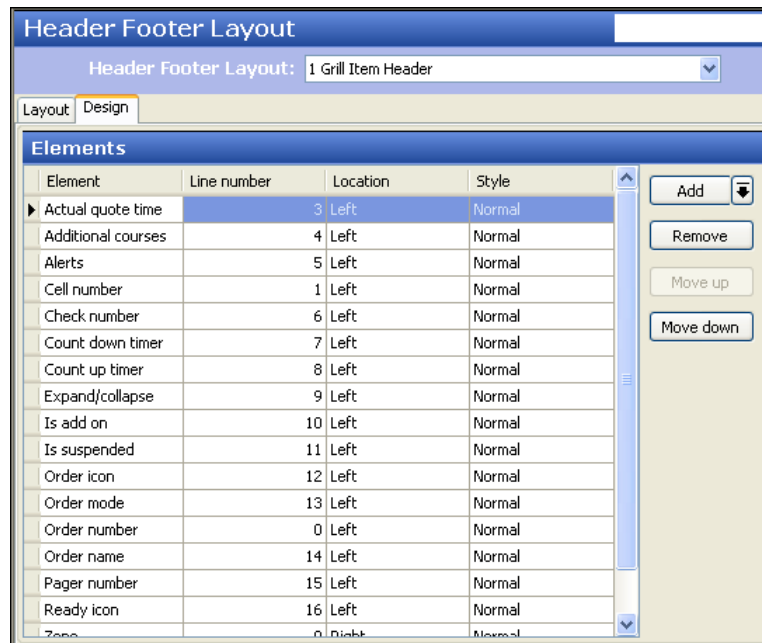 Header Footer Layout
Header Footer Layout: 1 Grill Item Header
Layout Design
Elements
Element Line number Location Style
Add
Actual quote time 3 Left Normal
Additional courses 4 Left Normal
Remove
Alerts 5 Left Normal
Cell number 1 Left Normal
Move up
Check number 6 Left Normal
Count down timer 7 Left Normal
Move down
Count up timer 8 Left Normal
Expand/collapse 9 Left Normal
Is add on 10 Left Normal
Is suspended 11 Left Normal
Order icon 12 Left Normal
Order mode 13 Left Normal
Order number 0 Left Normal
Order name 14 Left Normal
Pager number 15 Left Normal
Ready icon 16 Left Normal
Zone 0 Right Normal